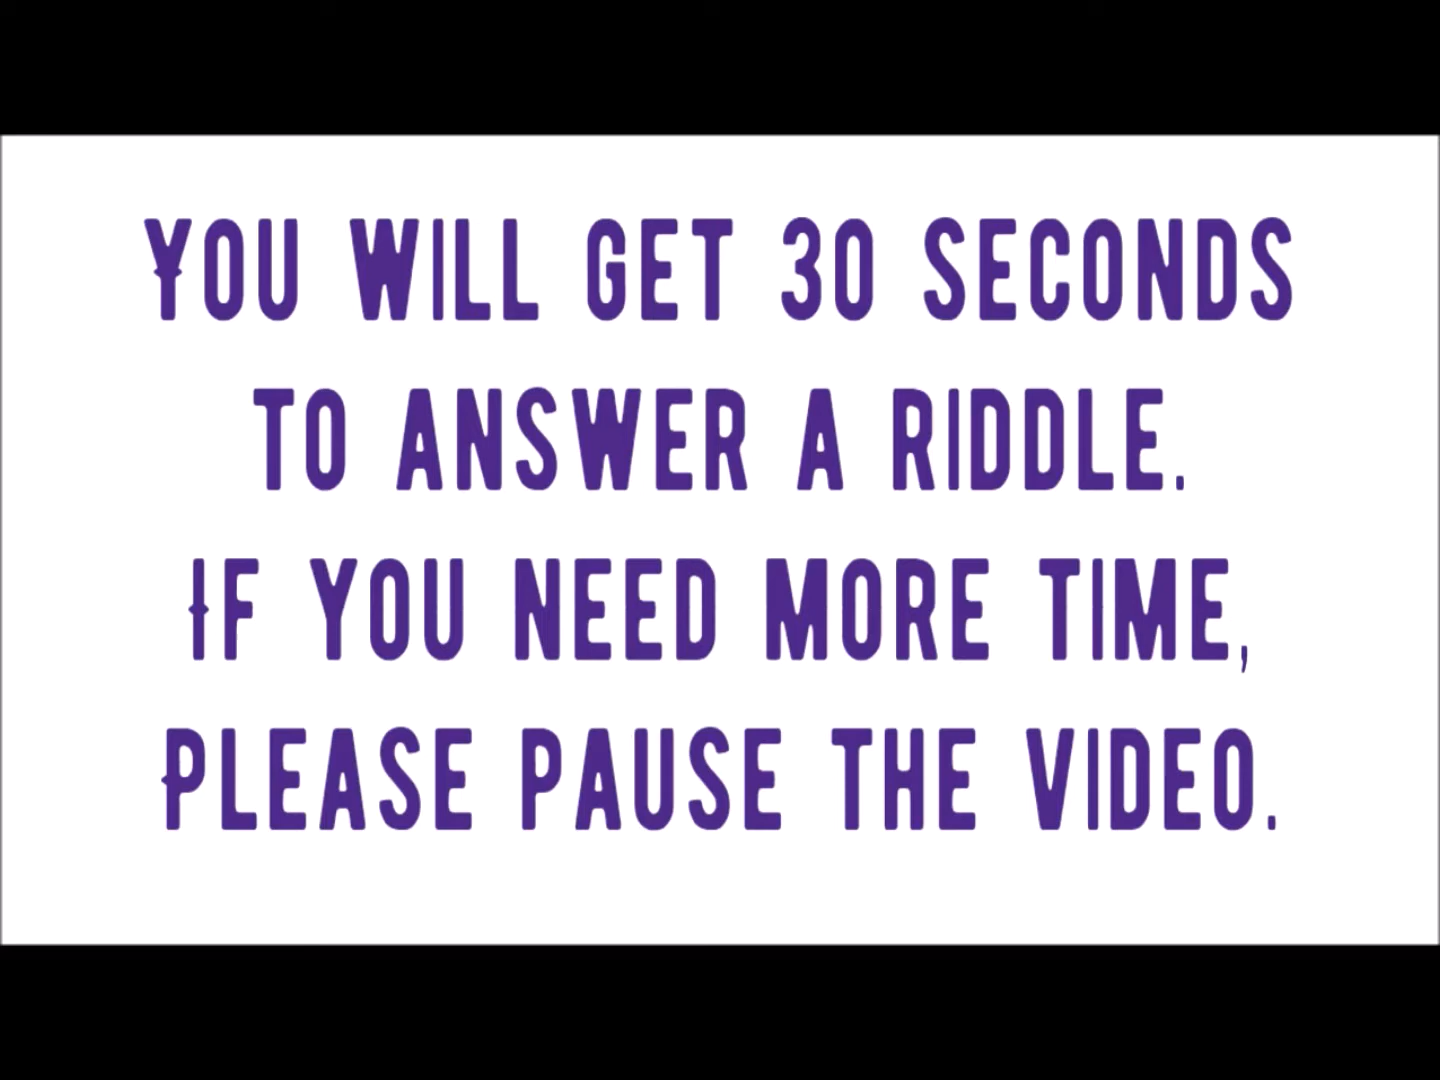 You will get 30 seconds
to answer a riddle.
If you need more time,
Please pause the video.